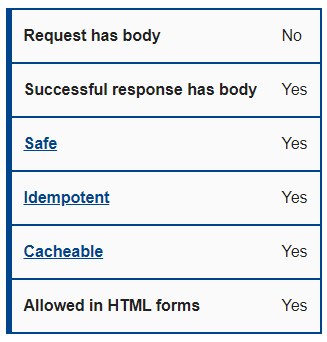 Request has body No
Successful response has body Yes
Safe Yes
Idempotent Yes
Cacheable Yes
Allowed in HTML forms Yes